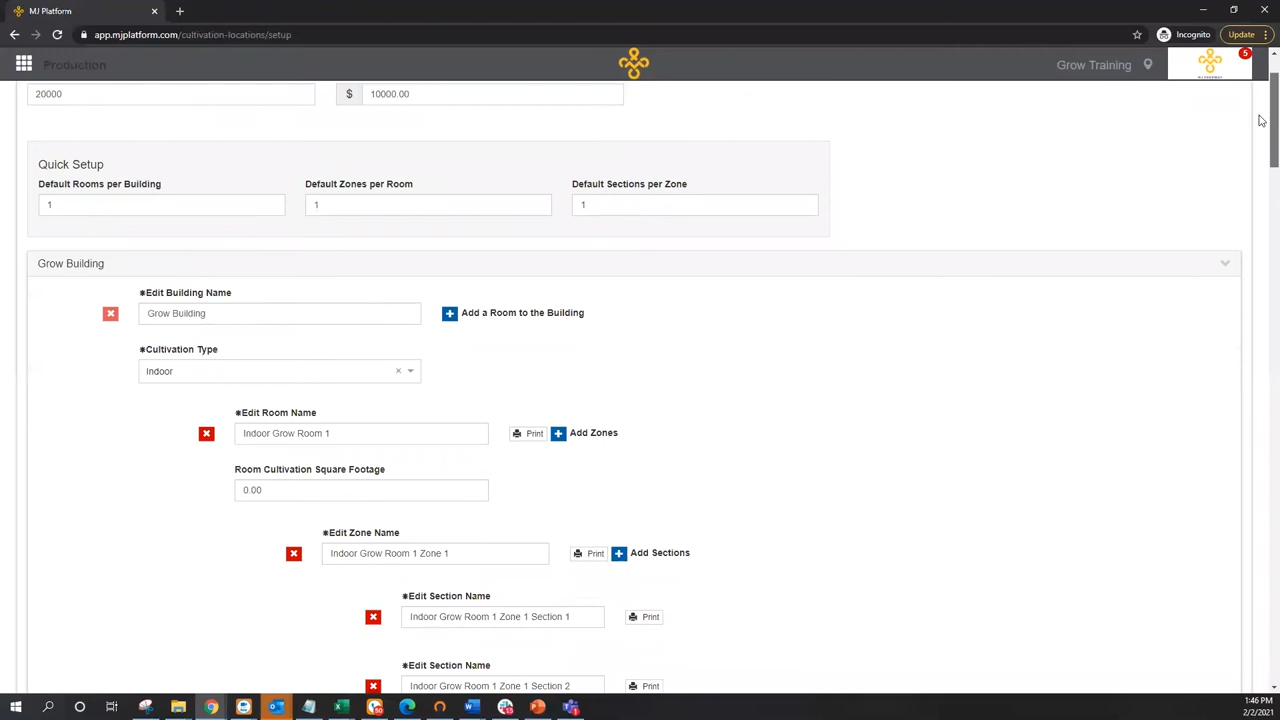 MJ Platform
app.mjplatform.com/cultivation-locations/setup
Incognito
Update
Production
Grow Training
5
20000
$ 10000.00
Quick Setup
Default Rooms per Building
Default Zones per Room
Default Sections per Zone
1
1
1
Grow Building
✱Edit Building Name
Grow Building
Add a Room to the Building
✱Cultivation Type
Indoor
✱Edit Room Name
Indoor Grow Room 1
Print
Add Zones
Room Cultivation Square Footage
0.00
✱Edit Zone Name
Indoor Grow Room 1 Zone 1
Print
Add Sections
✱Edit Section Name
Indoor Grow Room 1 Zone 1 Section 1
Print
✱Edit Section Name
Indoor Grow Room 1 Zone 1 Section 2
Print
1:46 PM
2/2/2021